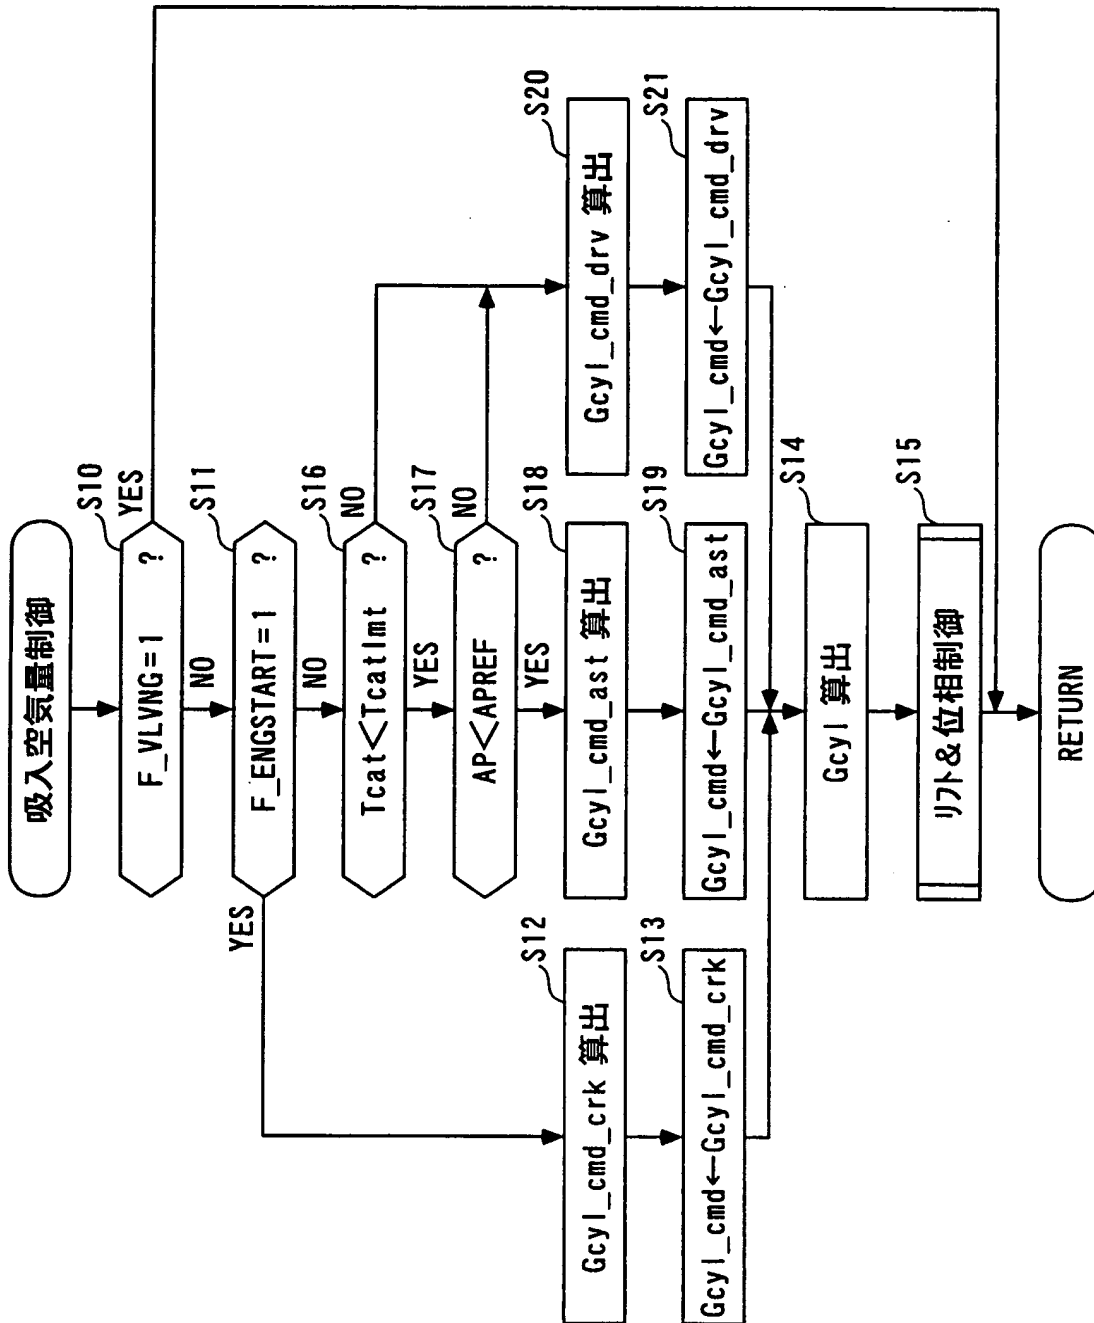 吸入空気量制御
S10
F_VLVNG=1 ?
YES
NO
S11
F_ENGSTART=1 ?
YES
NO
S16
Tcat<Tcatlmt ?
NO
YES
S17
AP<APREF ?
NO
YES
S12
Gcyl_cmd_crk 算出
S18
Gcyl_cmd_ast 算出
S20
Gcyl_cmd_drv 算出
S13
Gcyl_cmd←Gcyl_cmd_crk
S19
Gcyl_cmd←Gcyl_cmd_ast
S21
Gcyl_cmd←Gcyl_cmd_drv
S14
Gcyl 算出
S15
リフト&位相制御
RETURN